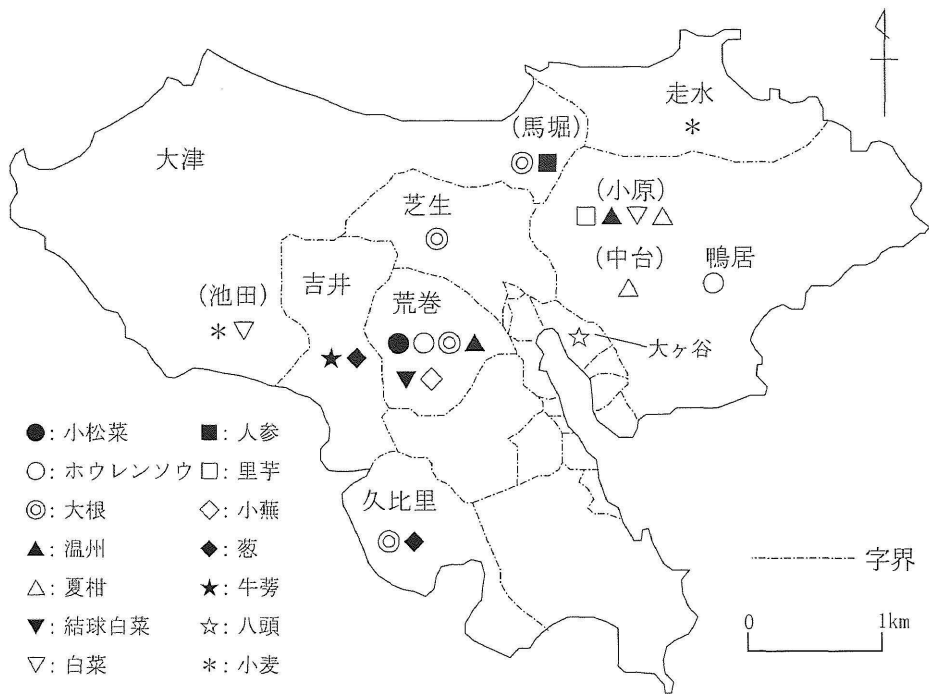 走水
(馬堀)
大津
(小原)
芝生
(中台)
鴨居
吉井
(池田)
荒巻
大ヶ谷
●: 小松菜
■: 人参
○: ホウレンソウ
□: 里芋
◎: 大根
◇: 小蕪
▲: 温州
◆: 葱
△: 夏柑
★: 牛蒡
▼: 結球白菜
☆: 八頭
▽: 白菜
＊: 小麦
久比里
字界
0 1km